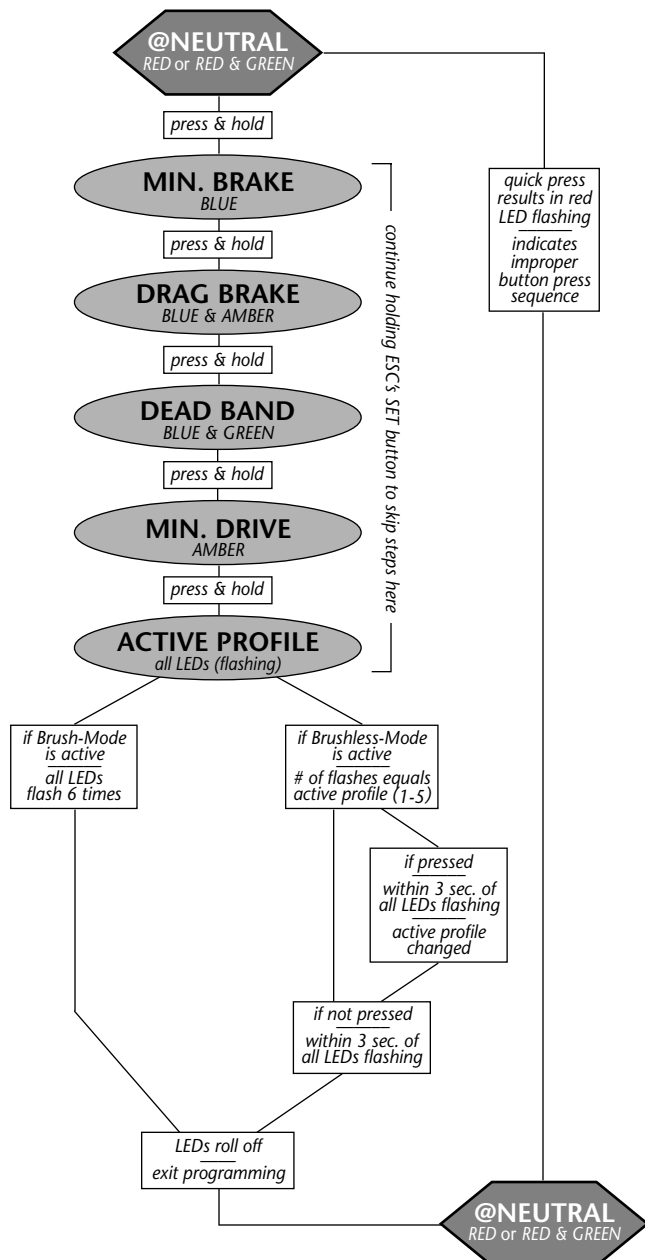 @NEUTRAL
RED or RED & GREEN
press & hold
MIN. BRAKE
BLUE
press & hold
DRAG BRAKE
BLUE & AMBER
press & hold
DEAD BAND
BLUE & GREEN
press & hold
MIN. DRIVE
AMBER
press & hold
ACTIVE PROFILE
all LEDs (flashing)
continue holding ESC's SET button to skip steps here
quick press
results in red
LED flashing
indicates
improper
button press
sequence
if Brush-Mode
is active
all LEDs
flash 6 times
if Brushless-Mode
is active
# of flashes equals
active profile (1-5)
if pressed
within 3 sec. of
all LEDs flashing
active profile
changed
if not pressed
within 3 sec. of
all LEDs flashing
LEDs roll off
exit programming
@NEUTRAL
RED or RED & GREEN